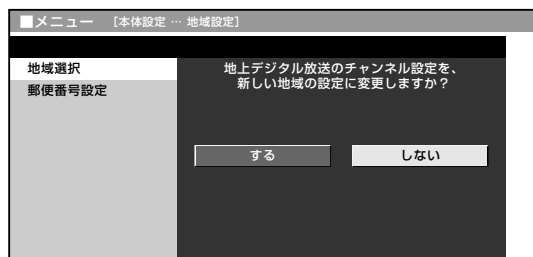 ■メニュー [本体設定 … 地域設定]
地域選択
郵便番号設定
地上デジタル放送のチャンネル設定を、
新しい地域の設定に変更しますか？
する
しない